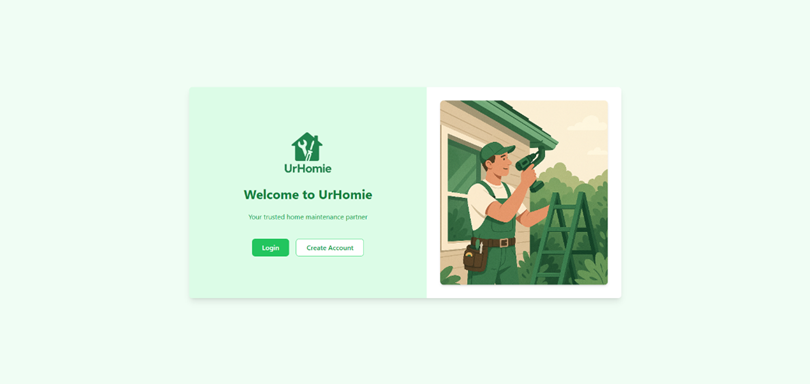 UrHomie
Welcome to UrHomie
Your trusted home maintenance partner
Login
Create Account